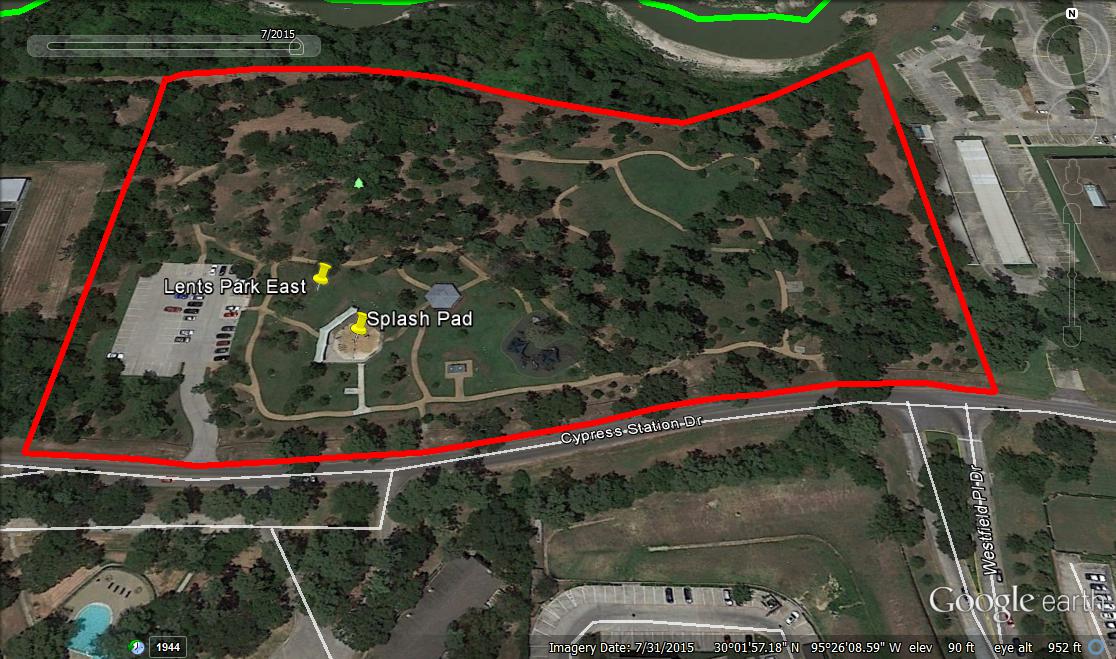 N
7/2015
Lents Park East
Splash Pad
Cypress Station Dr
Westfield Pl Dr
Google earth
1944
Imagery Date: 7/31/2015 30°01'57.18" N 95°26'08.59" W elev 90 ft eye alt 952 ft